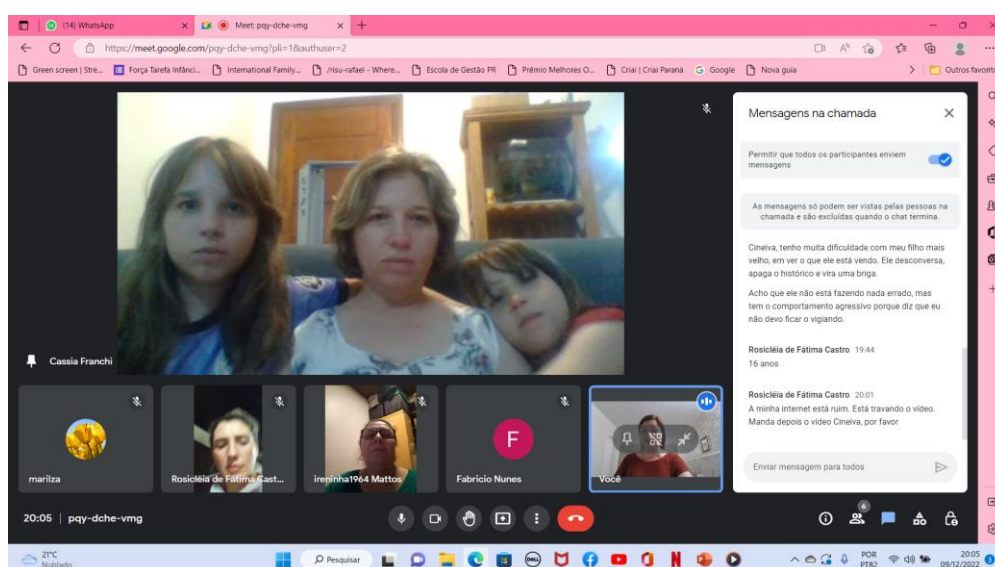 (14) WhatsApp
Meet: pqy-dche-vmg
https://meet.google.com/pqy-dche-vmg?pli=1&authuser=2
Green screen | Stre...
Força Tarefa Infânci...
International Family...
/risu-rafael - Where...
Escola de Gestão PR
Prêmio Melhores O...
Criai | Criai Paraná
Google
Nova guia
Outros favorito
Mensagens na chamada
Permitir que todos os participantes enviem
mensagens
As mensagens só podem ser vistas pelas pessoas na
chamada e são excluídas quando o chat termina.
Cineiva, tenho muita dificuldade com meu filho mais
velho, em ver o que ele está vendo. Ele desconversa,
apaga o histórico e vira uma briga.
Acho que ele não está fazendo nada errado, mas
tem o comportamento agressivo porque diz que eu
não devo ficar o vigiando.
Rosicléia de Fátima Castro 19:44
16 anos
Rosicléia de Fátima Castro 20:01
A minha internet está ruim. Está travando o vídeo.
Manda depois o vídeo Cineiva, por favor
Enviar mensagem para todos
Cassia Franchi
marilza
Rosicléia de Fátima Cast...
ireninha1964 Mattos
F
Fabricio Nunes
Você
20:05 | pqy-dche-vmg
6
21°C
Nublado
Pesquisar
DELL
POR
PTB2
20:05
09/12/2022